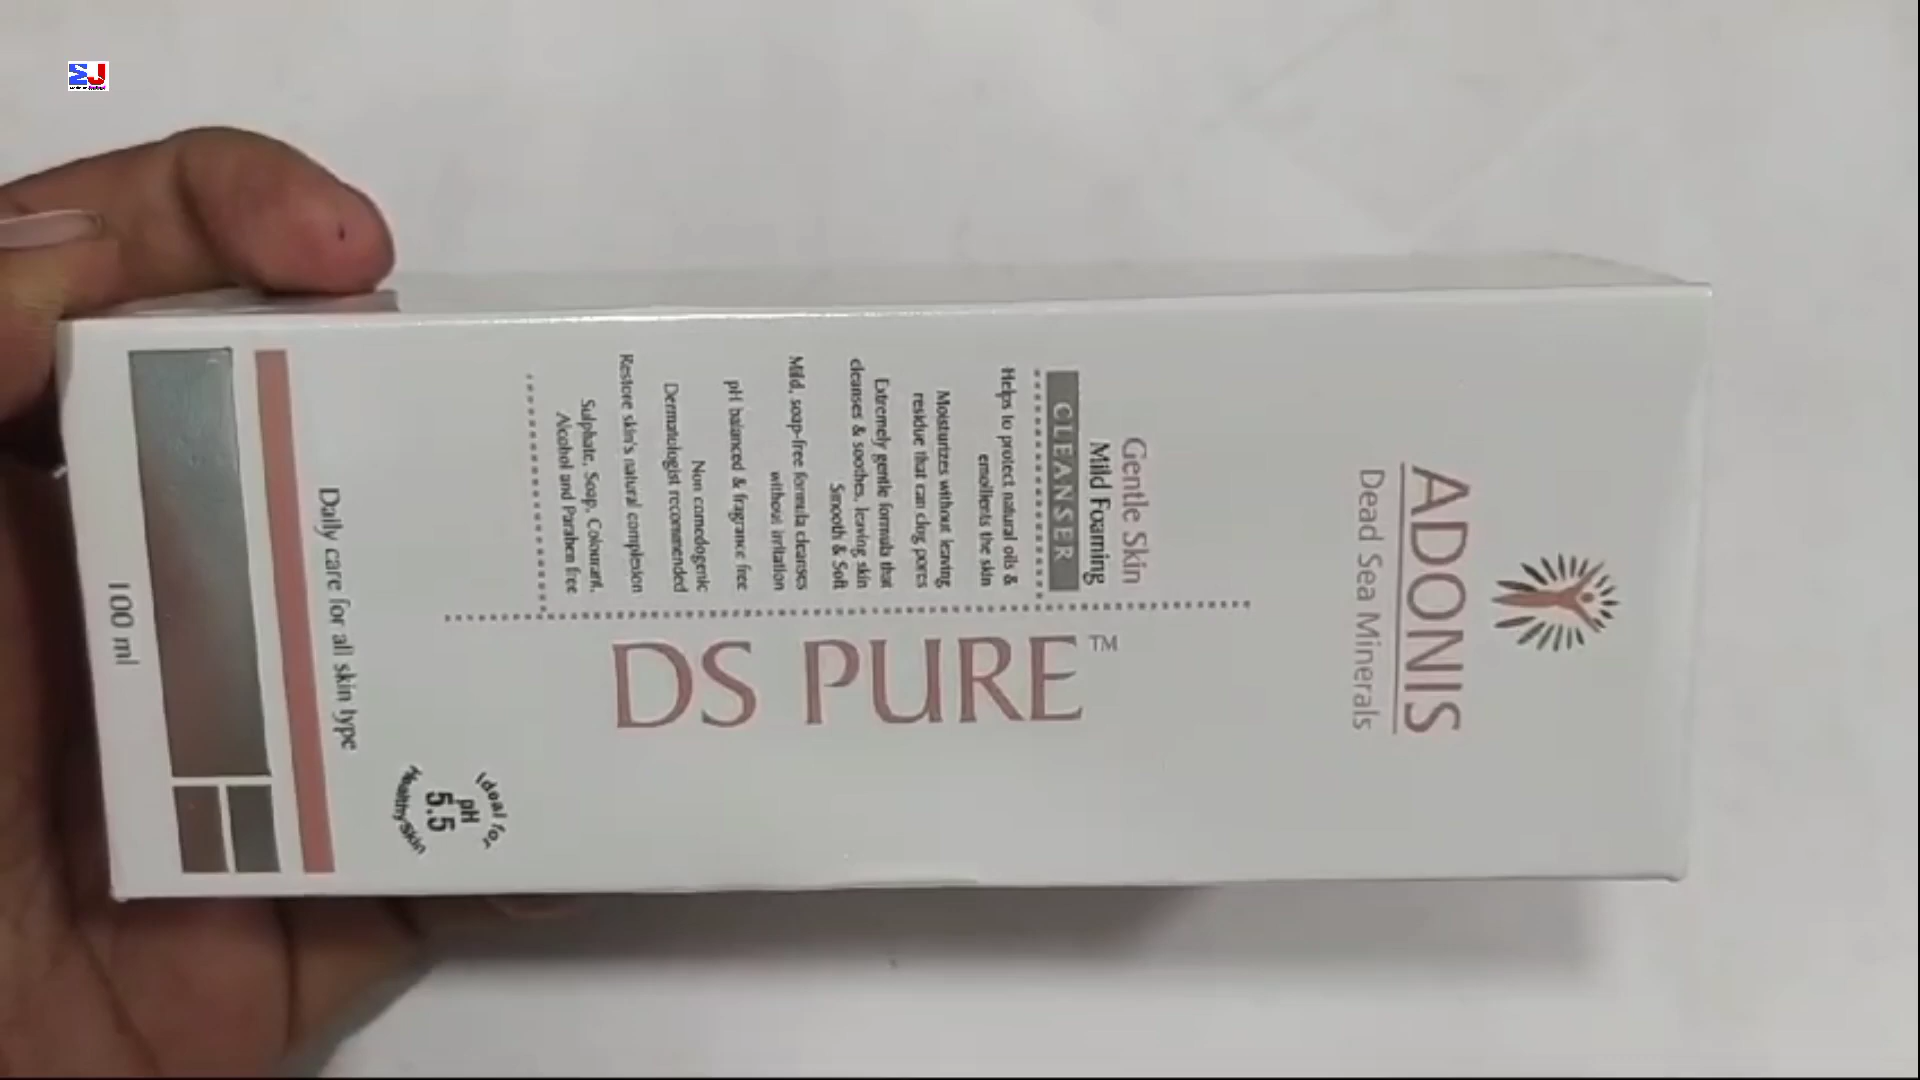 ADONIS
Dead Sea Minerals
Gentle Skin
Mild Foaming
CLEANSER
Helps to protect natural oils &
emollients the skin
Moisturizes without leaving
residue that can clog pores
Extremely gentle formula that
cleanses & soothes, leaving skin
Smooth & Soft
Mild, soap-free formula cleanses
without irritation
pH balanced & fragrance free
Non comedogenic
Dermatologist recommended
Restore skin's natural complexion
Sulphate, Soap, Colourant,
Alcohol and Paraben free
DS PURE™
Ideal for
pH
5.5
Healthy Skin
Daily care for all skin type
100 ml